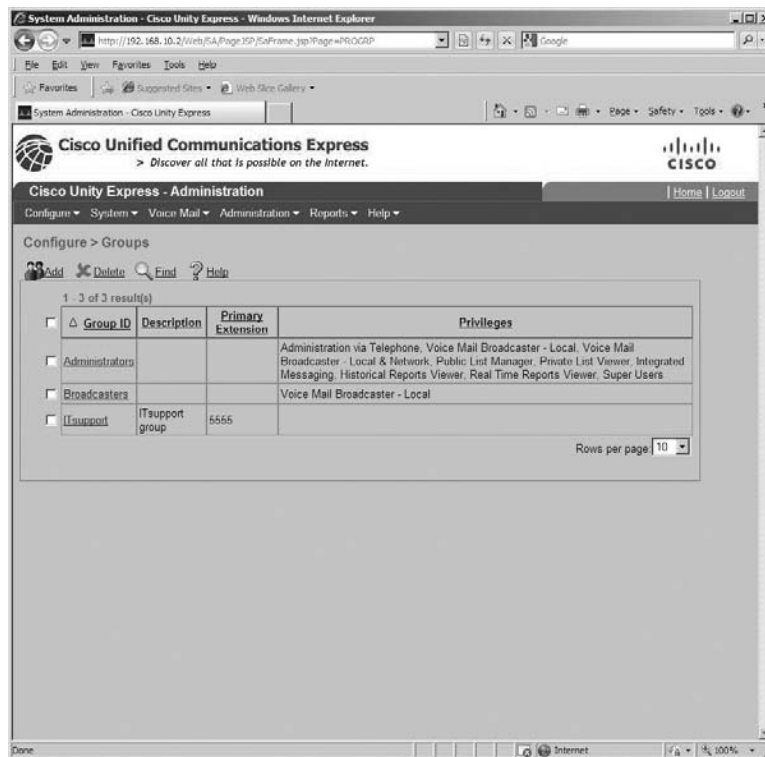 System Administration - Cisco Unity Express - Windows Internet Explorer
http://192.168.10.2/Web/SA/PageJSP/SaFrame.jsp?Page=PROGRP
Google
File Edit View Favorites Tools Help
Favorites Suggested Sites Web Slice Gallery
System Administration - Cisco Unity Express
Page Safety Tools
Cisco Unified Communications Express
> Discover all that is possible on the Internet.
CISCO
Cisco Unity Express - Administration
| Home | Logout
Configure System Voice Mail Administration Reports Help
Configure > Groups
Add Delete Find Help
1 - 3 of 3 result(s)
Group ID Description Primary Extension Privileges
Administrators
Administration via Telephone, Voice Mail Broadcaster - Local, Voice Mail
Broadcaster - Local & Network, Public List Manager, Private List Viewer, Integrated
Messaging, Historical Reports Viewer, Real Time Reports Viewer, Super Users
Broadcasters Voice Mail Broadcaster - Local
ITsupport ITsupport group 5555
Rows per page: 10
Done Internet 100%